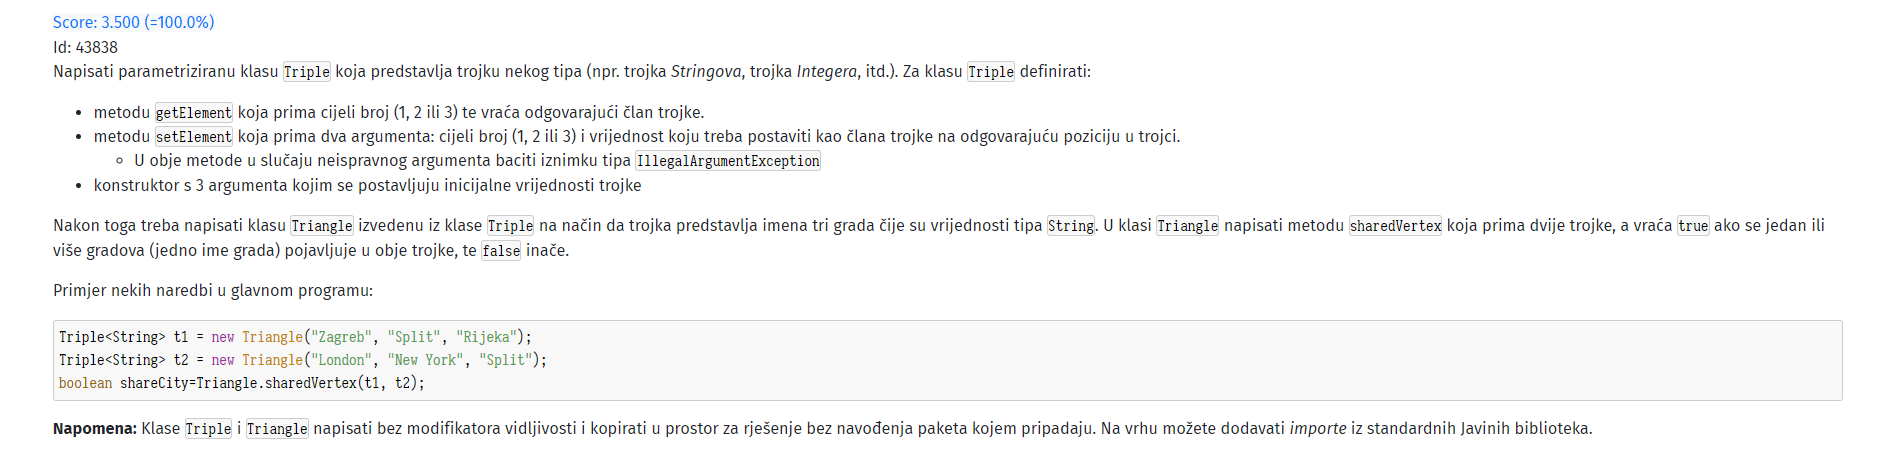 Score: 3.500 (=100.0%)
Id: 43838
Napisati parametriziranu klasu Triple koja predstavlja trojku nekog tipa (npr. trojka Stringova, trojka Integera, itd.). Za klasu Triple definirati:
• metodu getElement koja prima cijeli broj (1, 2 ili 3) te vraća odgovarajući član trojke.
• metodu setElement koja prima dva argumenta: cijeli broj (1, 2 ili 3) i vrijednost koju treba postaviti kao člana trojke na odgovarajuću poziciju u trojci.
◦ U obje metode u slučaju neispravnog argumenta baciti iznimku tipa IllegalArgumentException
• konstruktor s 3 argumenta kojim se postavljuju inicijalne vrijednosti trojke
Nakon toga treba napisati klasu Triangle izvedenu iz klase Triple na način da trojka predstavlja imena tri grada čije su vrijednosti tipa String. U klasi Triangle napisati metodu sharedVertex koja prima dvije trojke, a vraća true ako se jedan ili
više gradova (jedno ime grada) pojavljuje u obje trojke, te false inače.
Primjer nekih naredbi u glavnom programu:
Triple<String> t1 = new Triangle("Zagreb", "Split", "Rijeka");
Triple<String> t2 = new Triangle("London", "New York", "Split");
boolean shareCity=Triangle.sharedVertex(t1, t2);
Napomena: Klase Triple i Triangle napisati bez modifikatora vidljivosti i kopirati u prostor za rješenje bez navođenja paketa kojem pripadaju. Na vrhu možete dodavati importe iz standardnih Javinih biblioteka.